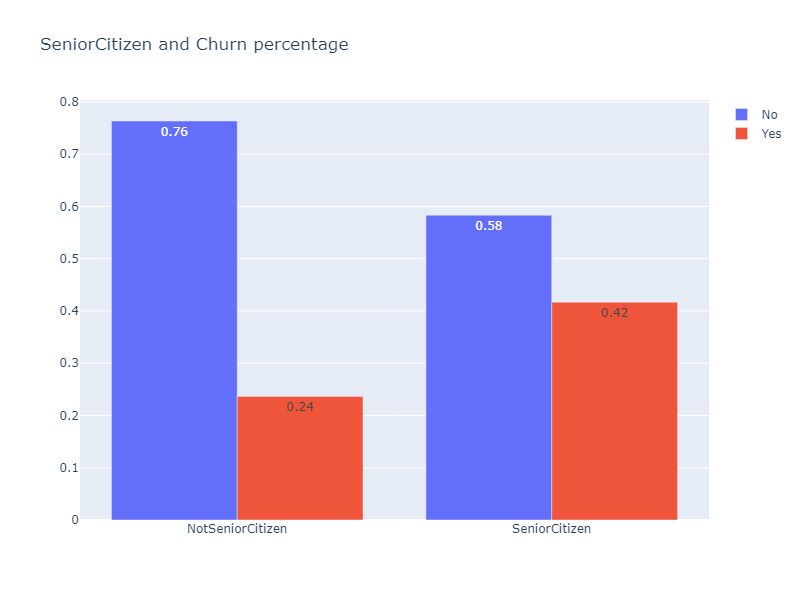 SeniorCitizen and Churn percentage
0.8
0.7
0.6
0.5
0.4
0.3
0.2
0.1
0
0.76
0.24
0.58
0.42
NotSeniorCitizen
SeniorCitizen
No
Yes